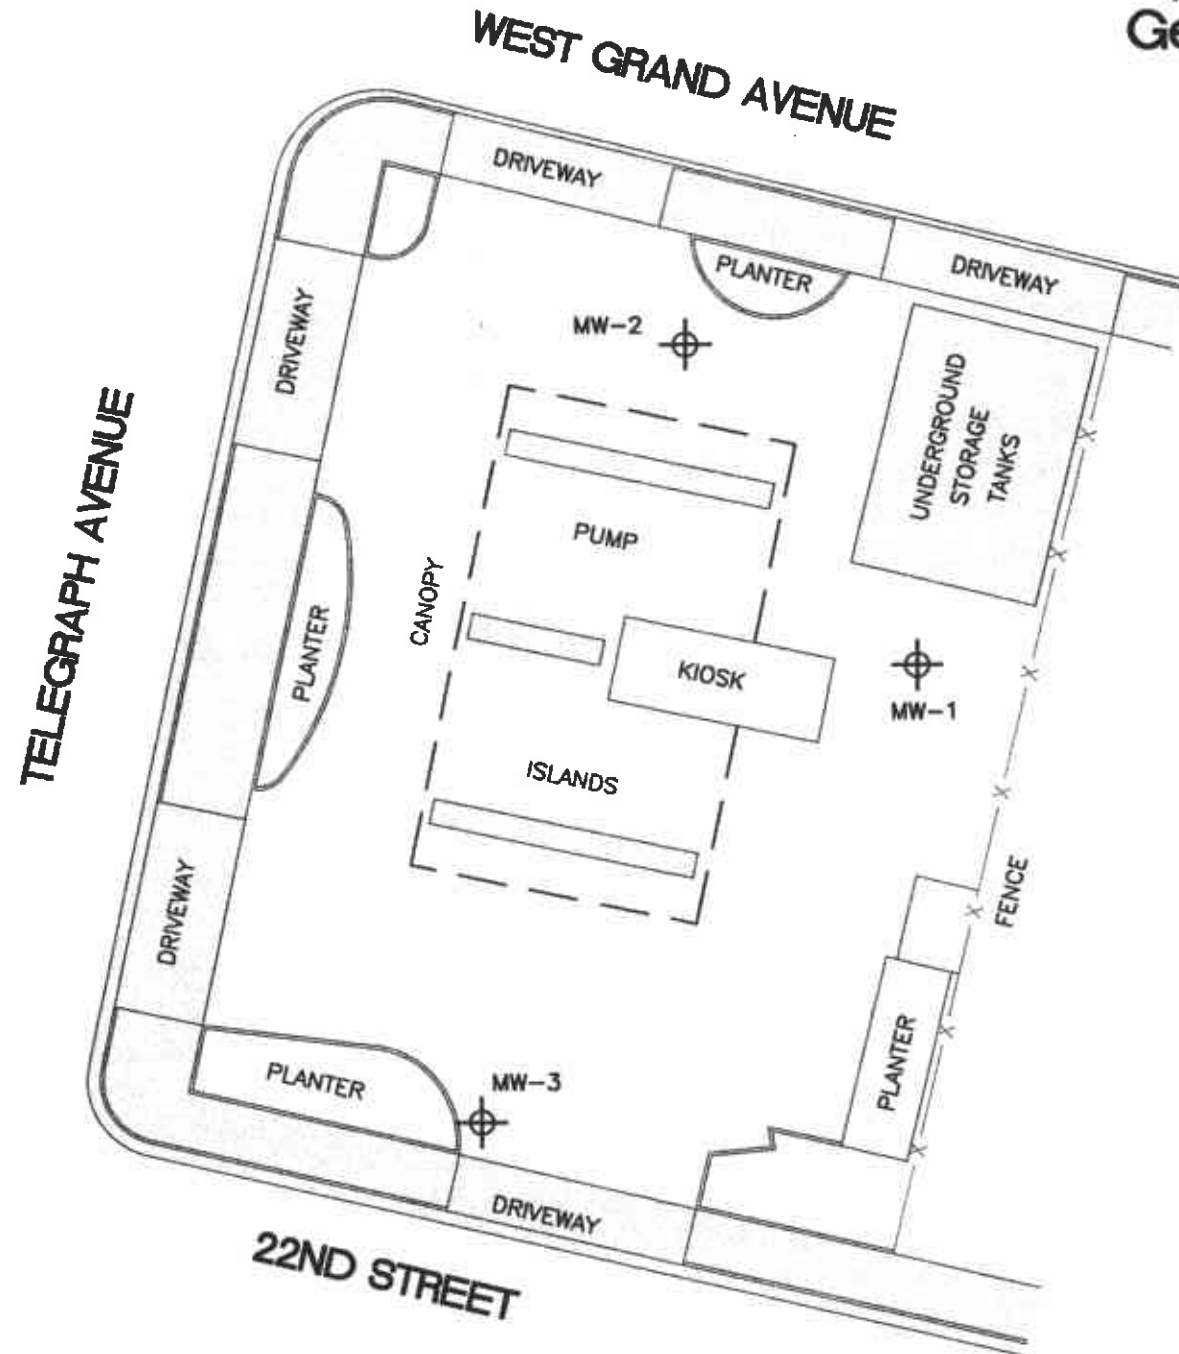 Ge
WEST GRAND AVENUE
DRIVEWAY
PLANTER
DRIVEWAY
MW-2
DRIVEWAY
UNDERGROUND
STORAGE
TANKS
TELEGRAPH AVENUE
PUMP
CANOPY
PLANTER
KIOSK
MW-1
ISLANDS
FENCE
DRIVEWAY
PLANTER
PLANTER
MW-3
DRIVEWAY
22ND STREET